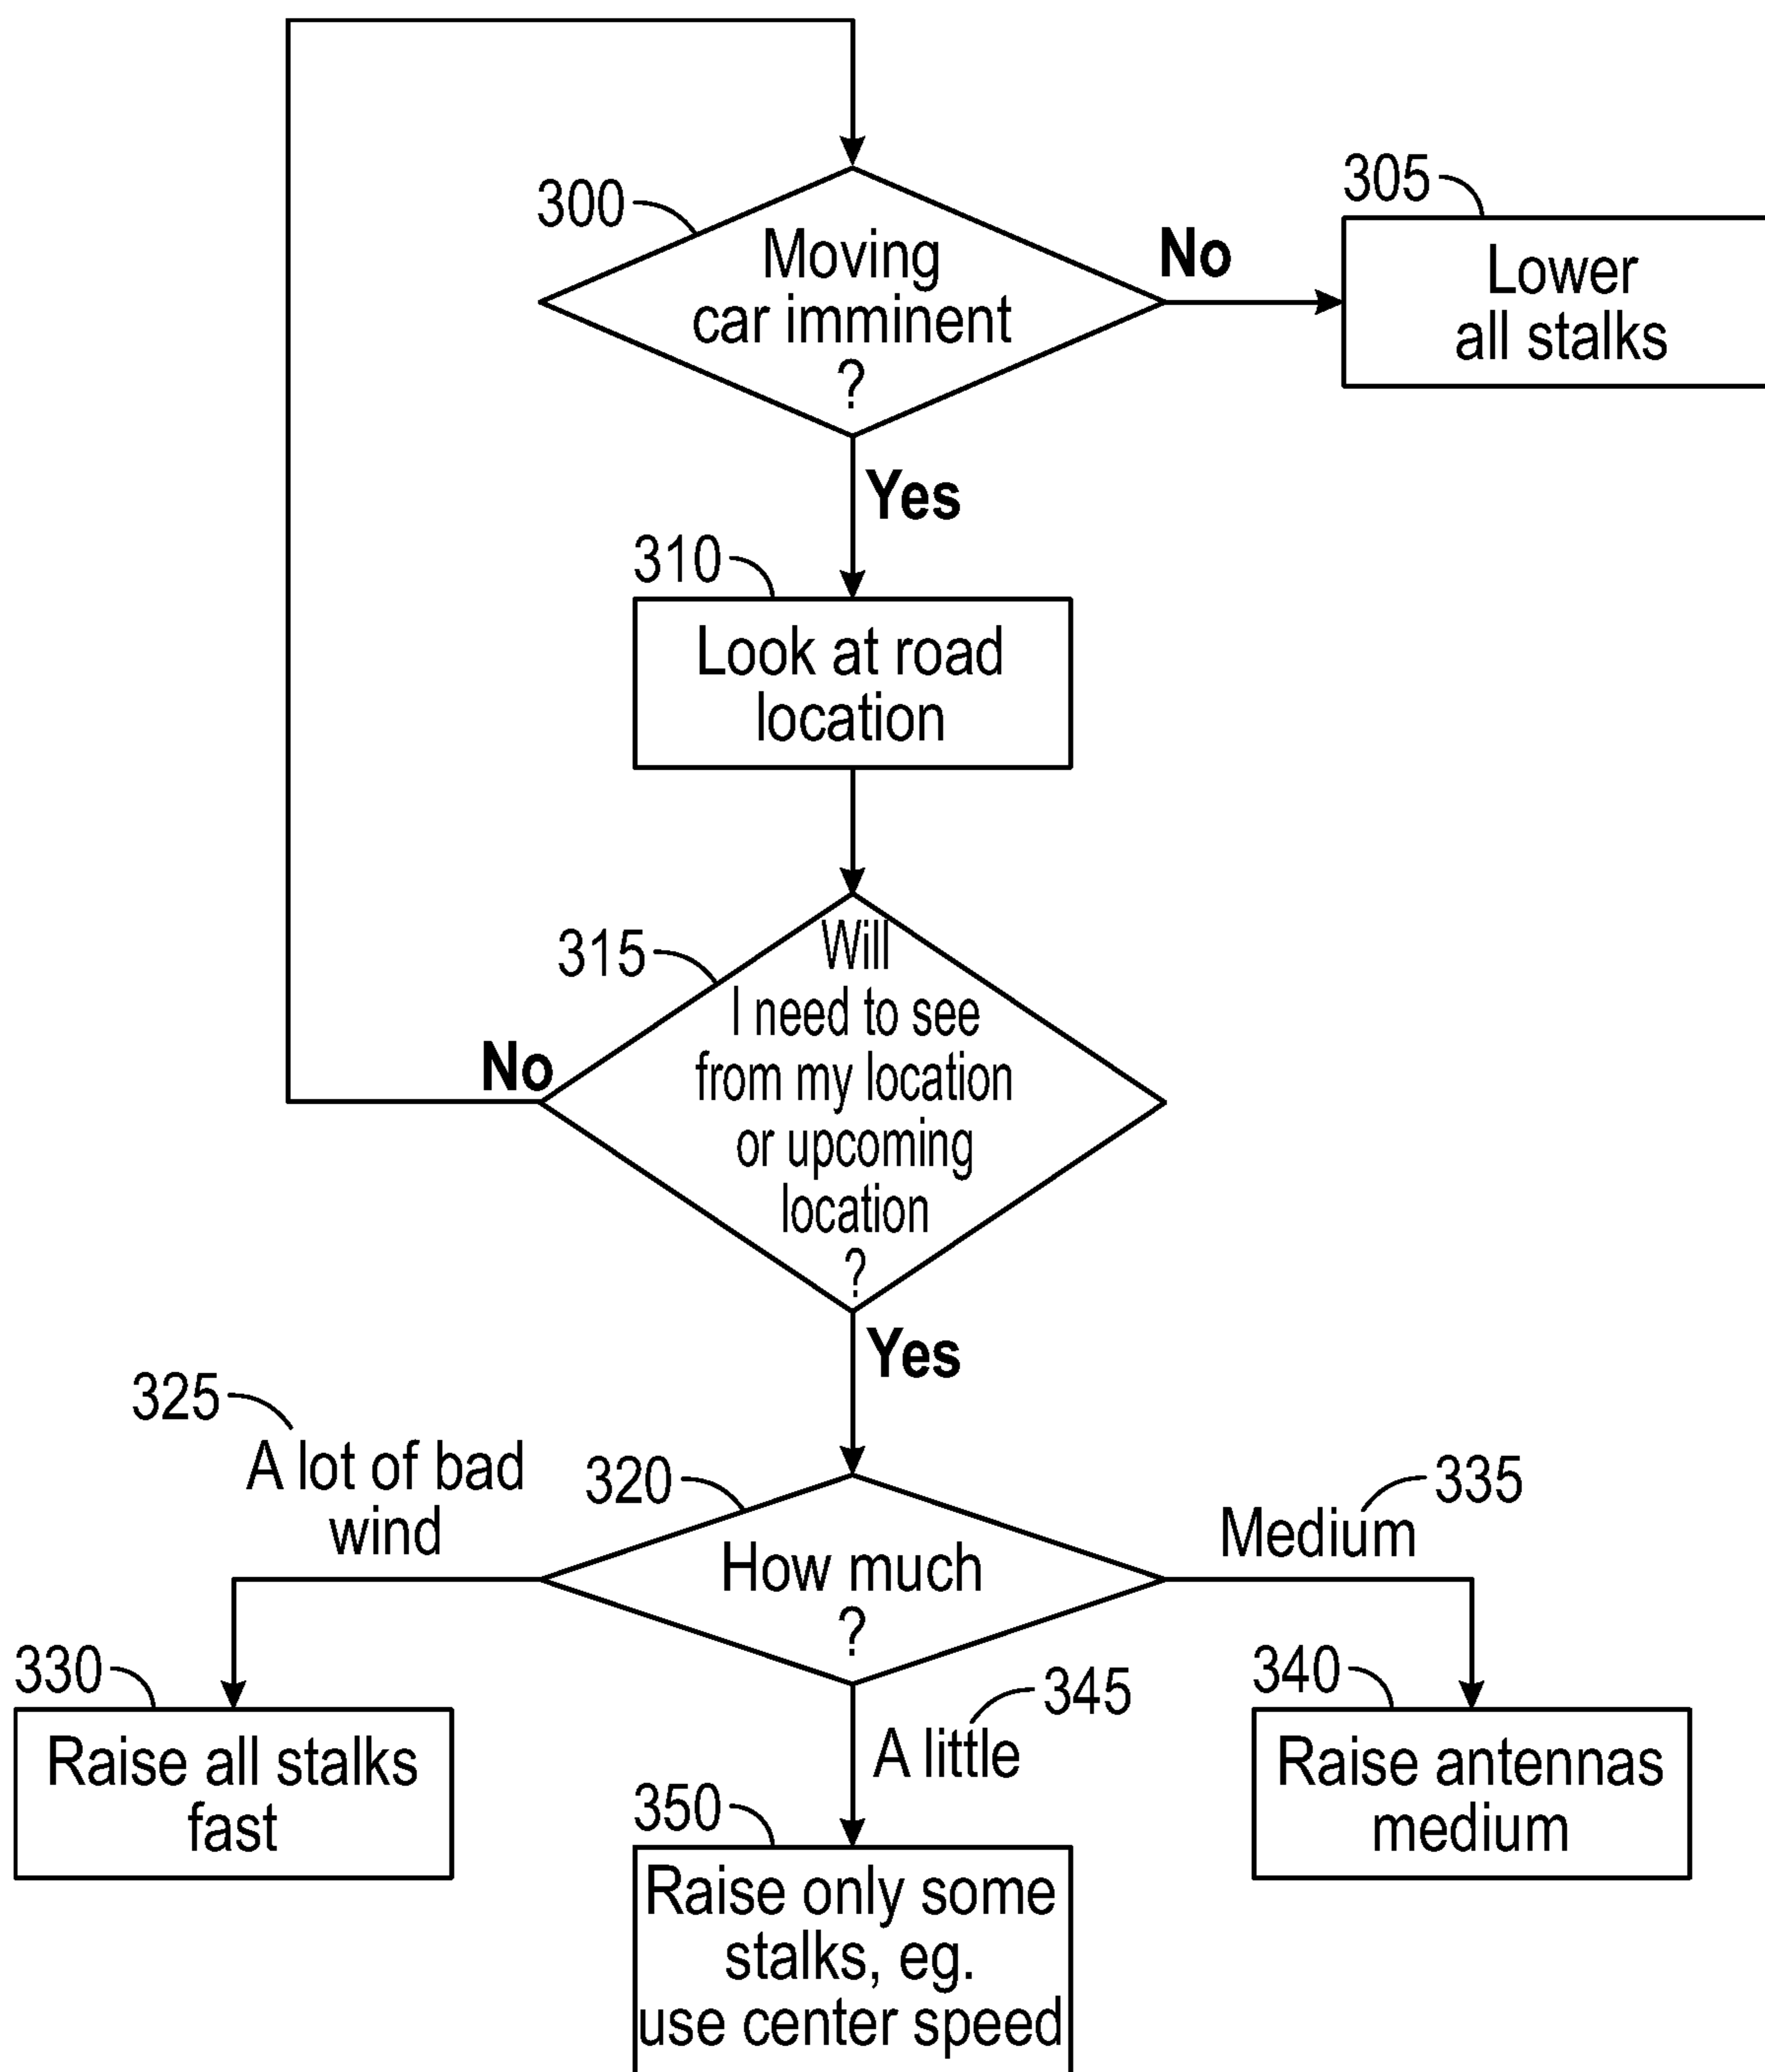 300
Moving
car imminent
?
No
305
Lower
all stalks
Yes
310
Look at road
location
315
Will
I need to see
from my location
or upcoming
location
?
No
Yes
325
A lot of bad
wind
320
How much
?
335
Medium
330
Raise all stalks
fast
345
A little
340
Raise antennas
medium
350
Raise only some
stalks, eg.
use center speed